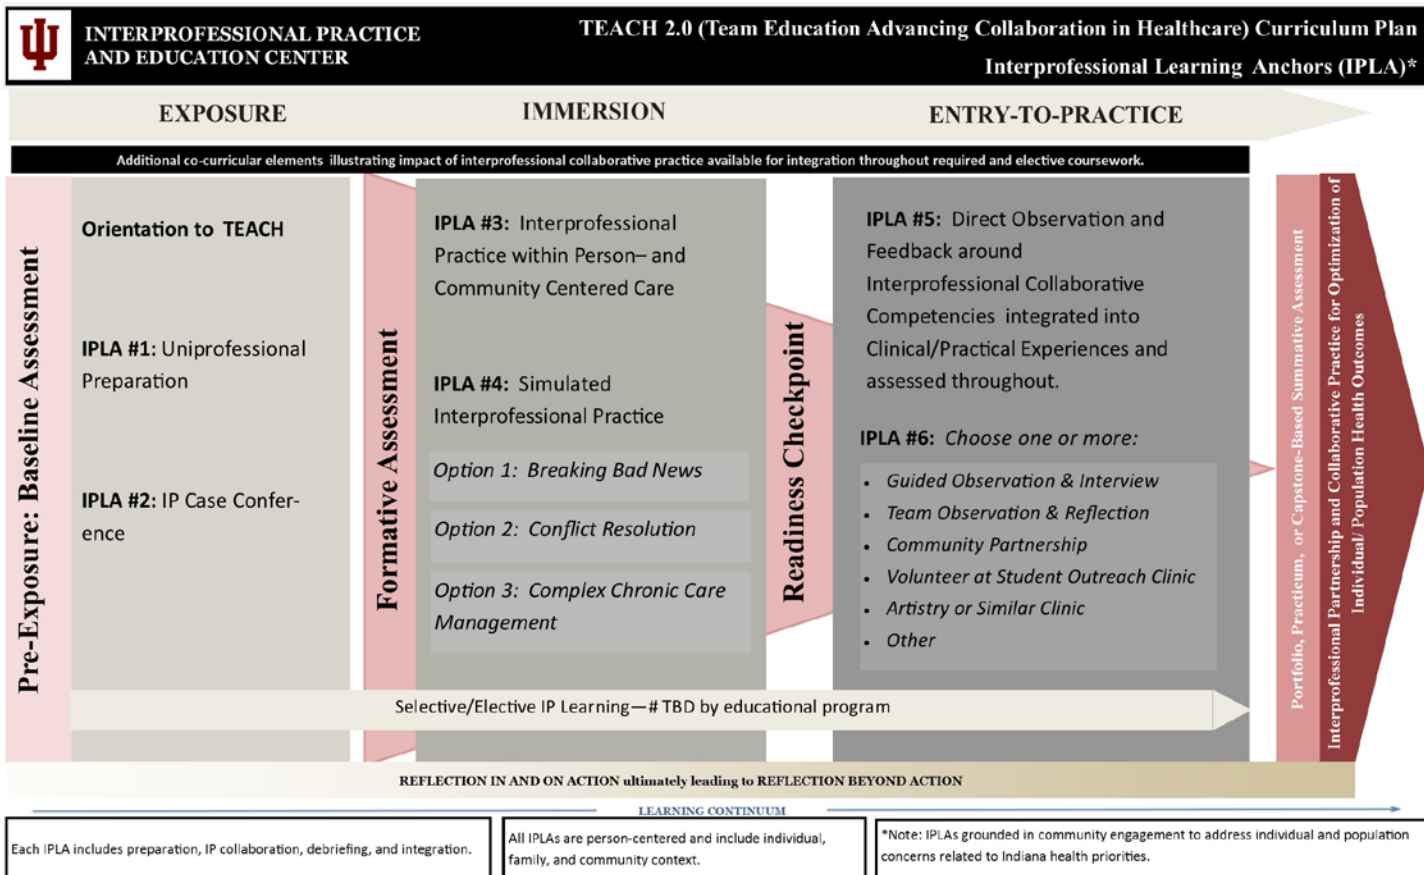 INTERPROFESSIONAL PRACTICE
AND EDUCATION CENTER
TEACH 2.0 (Team Education Advancing Collaboration in Healthcare) Curriculum Plan
Interprofessional Learning Anchors (IPLA)*
EXPOSURE
IMMERSION
ENTRY-TO-PRACTICE
Additional co-curricular elements illustrating impact of interprofessional collaborative practice available for integration throughout required and elective coursework.
Pre-Exposure: Baseline Assessment
Orientation to TEACH
IPLA #1: Uniprofessional
Preparation
IPLA #2: IP Case Confer-
ence
Formative Assessment
IPLA #3: Interprofessional
Practice within Person– and
Community Centered Care
IPLA #4: Simulated
Interprofessional Practice
Option 1: Breaking Bad News
Option 2: Conflict Resolution
Option 3: Complex Chronic Care
Management
Readiness Checkpoint
IPLA #5: Direct Observation and
Feedback around
Interprofessional Collaborative
Competencies integrated into
Clinical/Practical Experiences and
assessed throughout.
IPLA #6: Choose one or more:
• Guided Observation & Interview
• Team Observation & Reflection
• Community Partnership
• Volunteer at Student Outreach Clinic
• Artistry or Similar Clinic
• Other
Portfolio, Practicum, or Capstone-Based Summative Assessment
Interprofessional Partnership and Collaborative Practice for Optimization of
Individual/ Population Health Outcomes
Selective/Elective IP Learning—# TBD by educational program
REFLECTION IN AND ON ACTION ultimately leading to REFLECTION BEYOND ACTION
LEARNING CONTINUUM
Each IPLA includes preparation, IP collaboration, debriefing, and integration.
All IPLAs are person-centered and include individual,
family, and community context.
*Note: IPLAs grounded in community engagement to address individual and population
concerns related to Indiana health priorities.